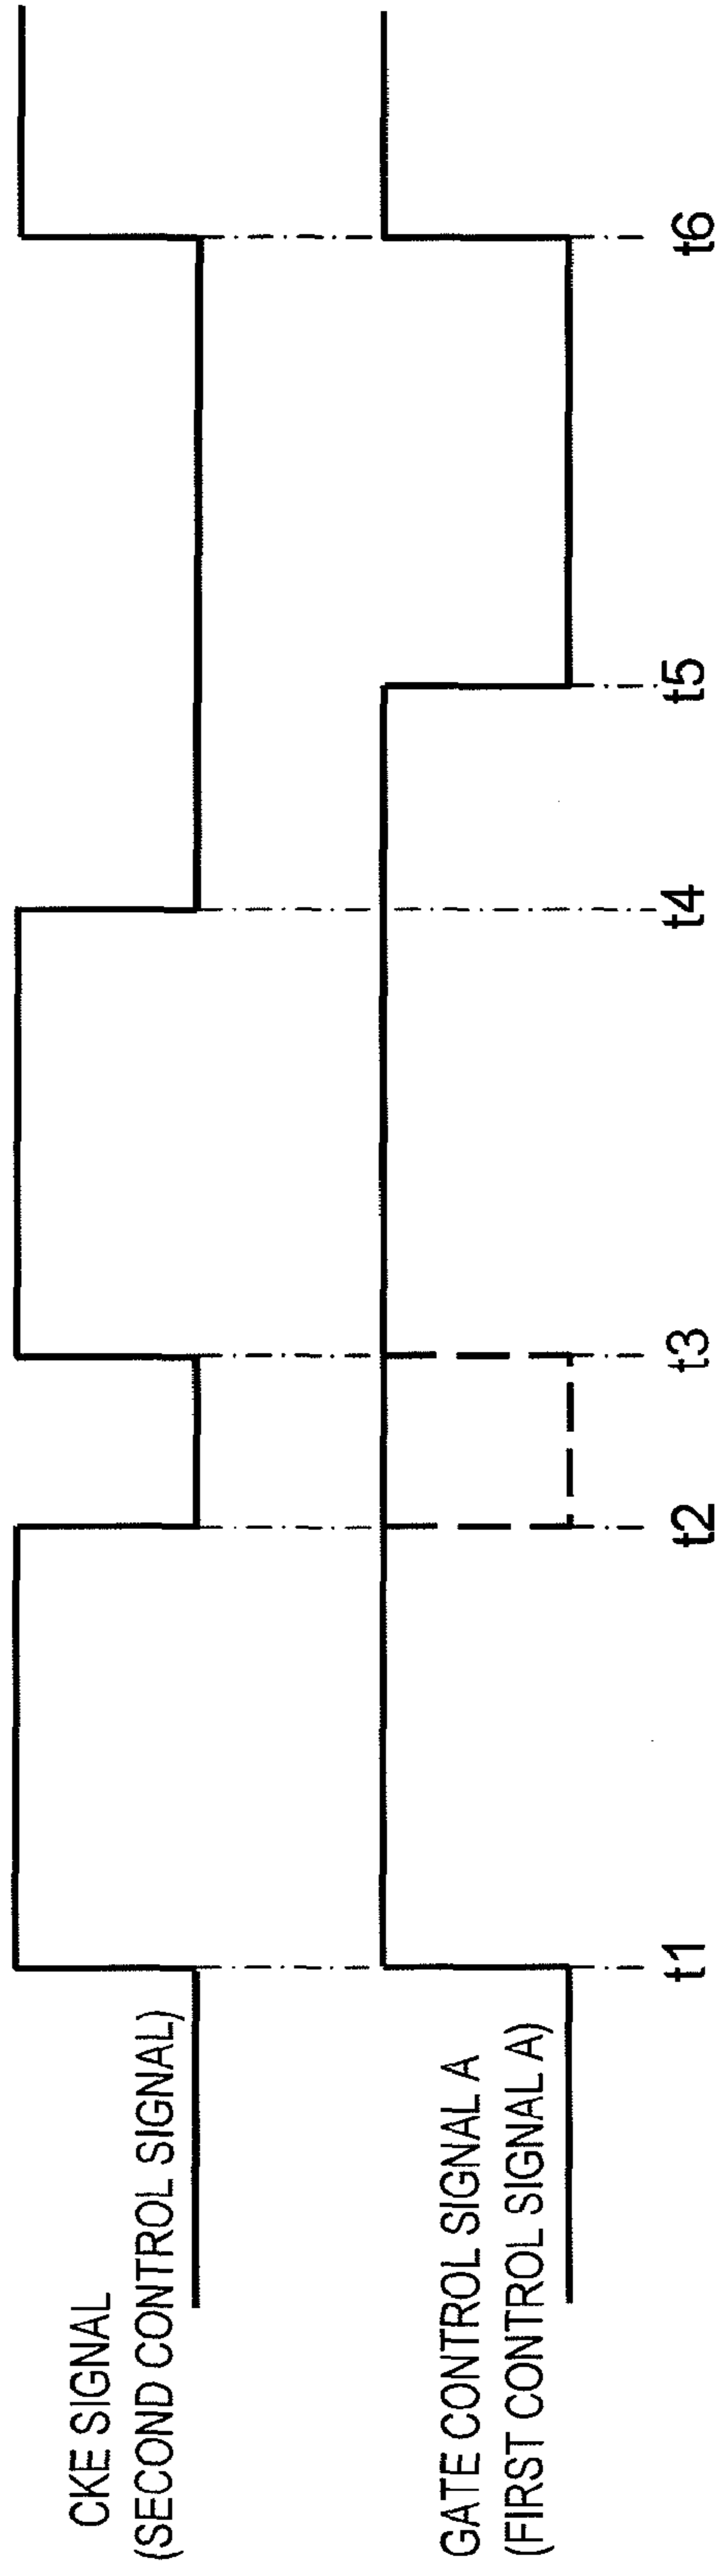 CKE SIGNAL
(SECOND CONTROL SIGNAL)
GATE CONTROL SIGNAL A
(FIRST CONTROL SIGNAL A)
t1
t2
t3
t4
t5
t6